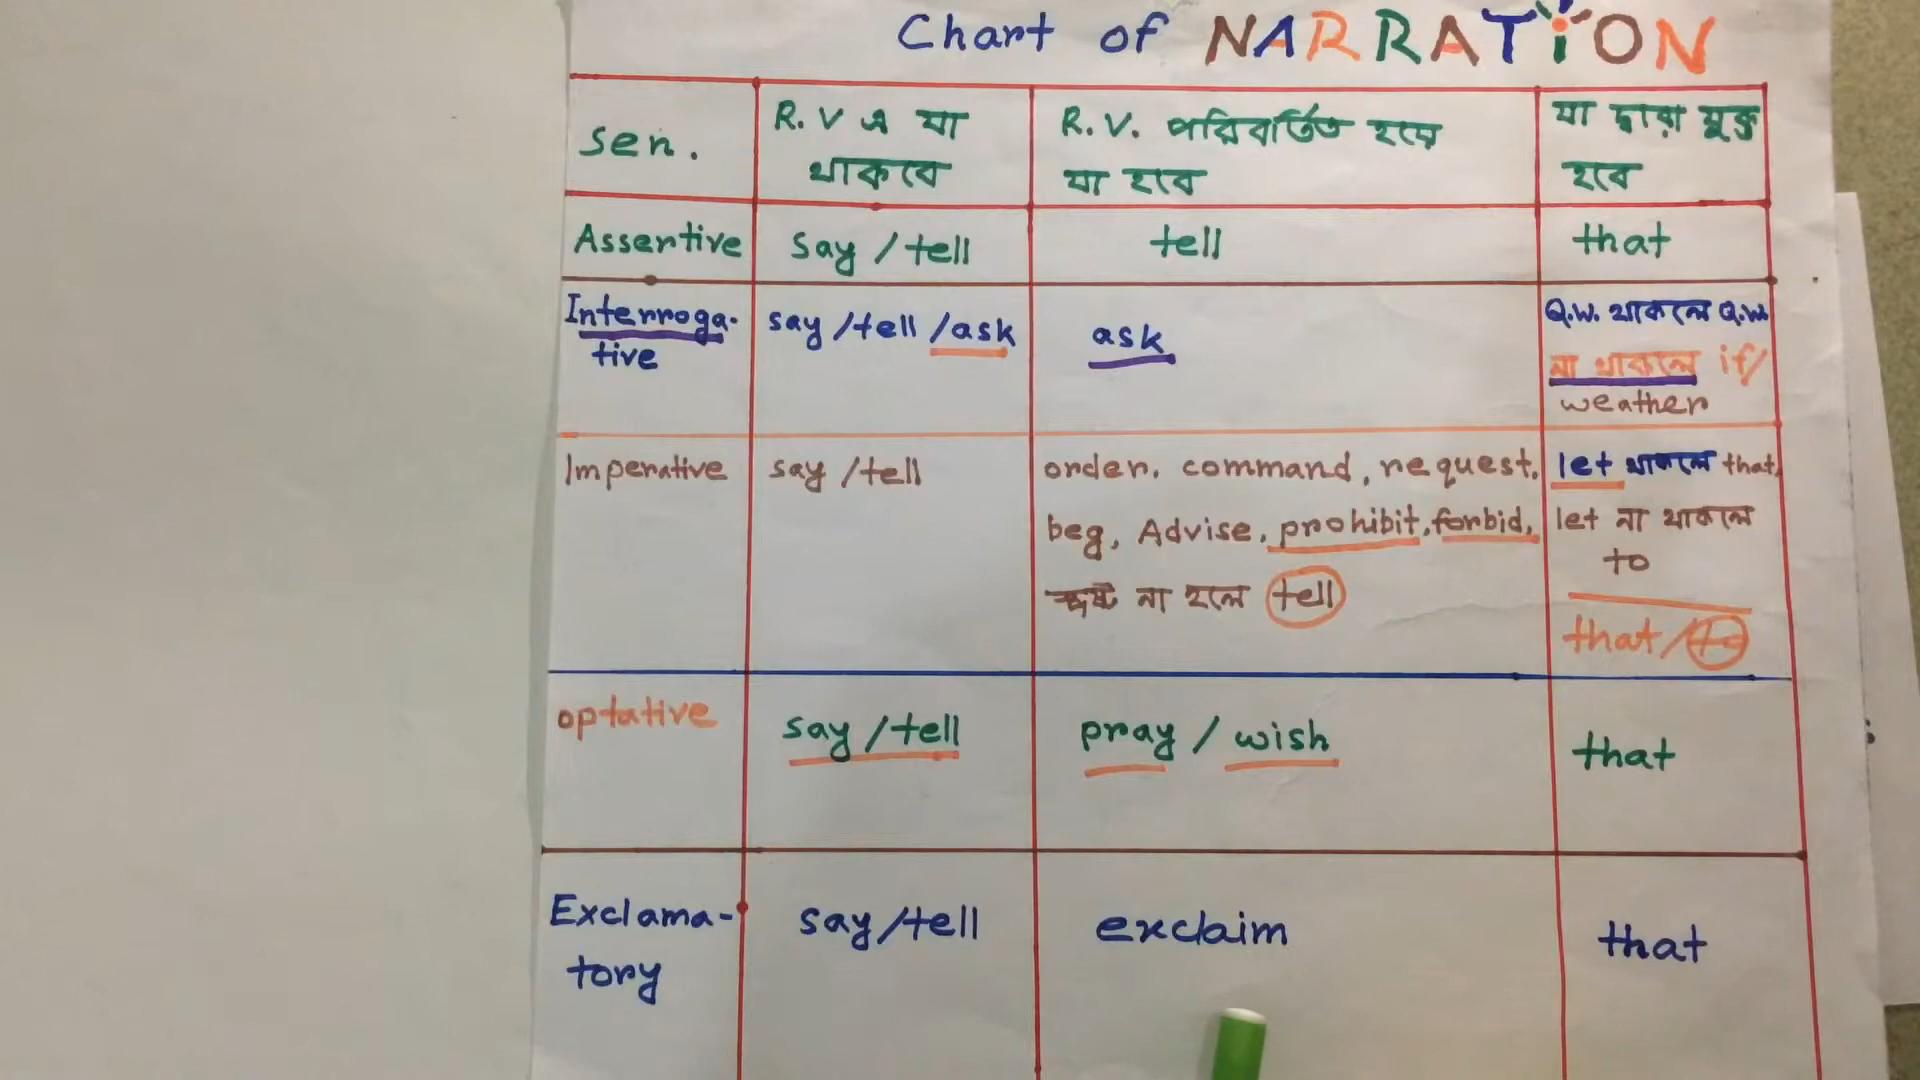 Chart of NARRATION
sen.
R. V এ যা
থাকবে
R. V. পরিবর্তিত হয়ে
যা হবে
যা দ্বারা যুক্ত
হবে
Assertive
say / tell
tell
that
Interroga-
tive
say /tell /ask
ask
Q.W. থাকলে Q.W.
না থাকলে if/
weather
Imperative
say /tell
order, command, request,
beg, Advise, prohibit, forbid,
না হলে tell
let থাকলে that,
let না থাকলে
to
that / to
optative
say / tell
pray / wish
that
Exclama-
tory
say /tell
exclaim
that